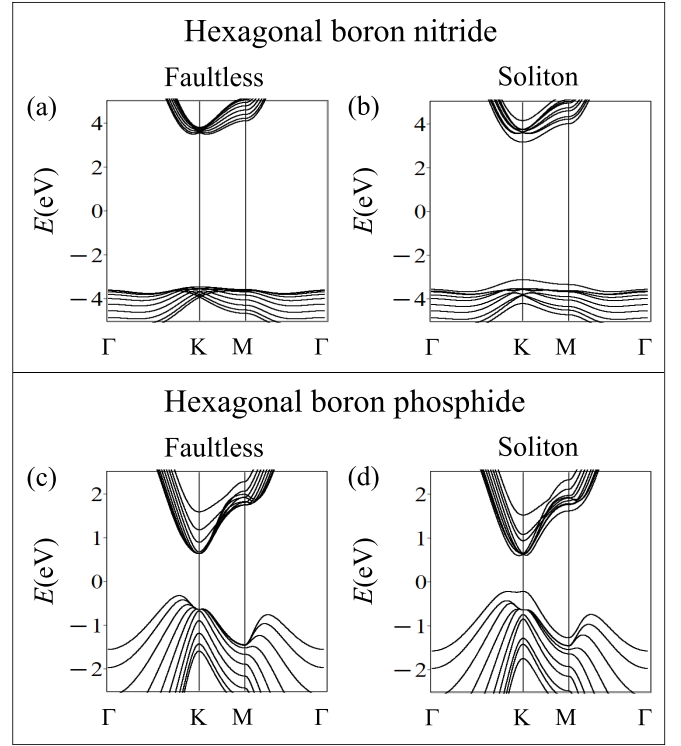 Hexagonal boron nitride
Faultless
Soliton
(a)
(b)
E(eV)
4
2
0
−2
−4
Γ K M Γ
E(eV)
4
2
0
−2
−4
Γ K M Γ
Hexagonal boron phosphide
Faultless
Soliton
(c)
(d)
E(eV)
2
1
0
−1
−2
Γ K M Γ
E(eV)
2
1
0
−1
−2
Γ K M Γ